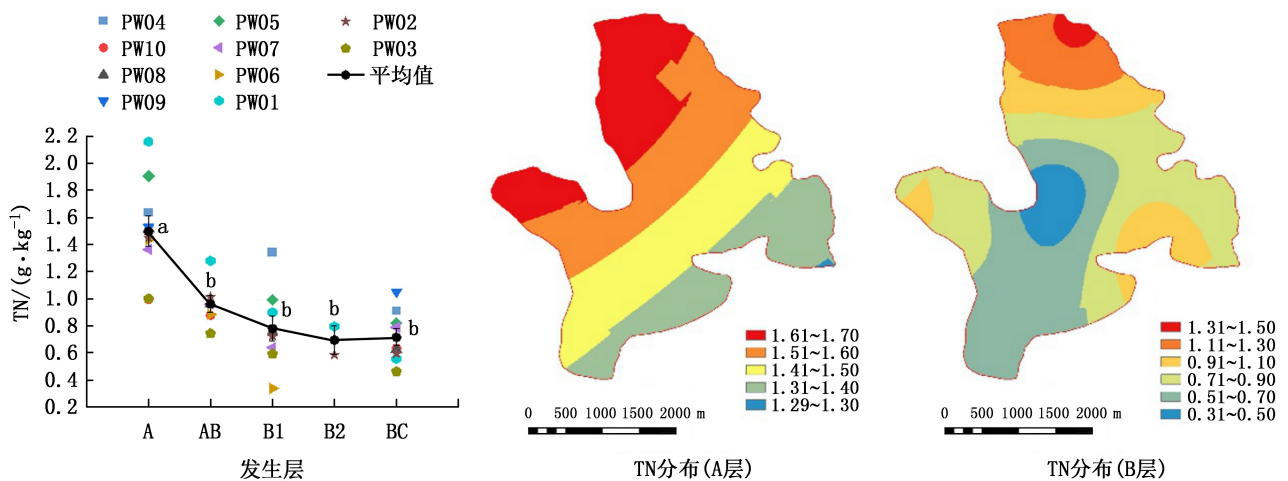 PW04 PW05 PW02
PW10 PW07 PW03
PW08 PW06 平均值
PW09 PW01
TN/(g·kg⁻¹)
2.2
2.0
1.8
1.6
1.4
1.2
1.0
0.8
0.6
0.4
0.2
a
b
b
b
b
A AB B1 B2 BC
发生层
1.61~1.70
1.51~1.60
1.41~1.50
1.31~1.40
1.29~1.30
0 500 1000 1500 2000 m
TN分布(A层)
1.31~1.50
1.11~1.30
0.91~1.10
0.71~0.90
0.51~0.70
0.31~0.50
0 500 1000 1500 2000 m
TN分布(B层)